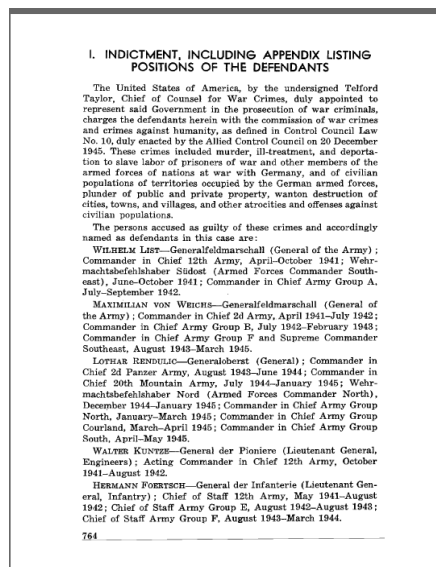 I. INDICTMENT, INCLUDING APPENDIX LISTING
POSITIONS OF THE DEFENDANTS
The United States of America, by the undersigned Telford
Taylor, Chief of Counsel for War Crimes, duly appointed to
represent said Government in the prosecution of war criminals,
charges the defendants herein with the commission of war crimes
and crimes against humanity, as defined in Control Council Law
No. 10, duly enacted by the Allied Control Council on 20 December
1945. These crimes included murder, ill-treatment, and deporta-
tion to slave labor of prisoners of war and other members of the
armed forces of nations at war with Germany, and of civilian
populations of territories occupied by the German armed forces,
plunder of public and private property, wanton destruction of
cities, towns, and villages, and other atrocities and offenses against
civilian populations.
The persons accused as guilty of these crimes and accordingly
named as defendants in this case are:
WILHELM LIST—Generalfeldmarschall (General of the Army);
Commander in Chief 12th Army, April–October 1941; Wehr-
machtsbefehlshaber Südost (Armed Forces Commander South-
east), June–October 1941; Commander in Chief Army Group A,
July–September 1942.
MAXIMILIAN VON WEICHS—Generalfeldmarschall (General of
the Army); Commander in Chief 2d Army, April 1941–July 1942;
Commander in Chief Army Group B, July 1942–February 1943;
Commander in Chief Army Group F and Supreme Commander
Southeast, August 1943–March 1945.
LOTHAR RENDULIC—Generaloberst (General); Commander in
Chief 2d Panzer Army, August 1943–June 1944; Commander in
Chief 20th Mountain Army, July 1944–January 1945; Wehr-
machtsbefehlshaber Nord (Armed Forces Commander North),
December 1944–January 1945; Commander in Chief Army Group
North, January–March 1945; Commander in Chief Army Group
Courland, March–April 1945; Commander in Chief Army Group
South, April–May 1945.
WALTER KUNTZE—General der Pioniere (Lieutenant General,
Engineers); Acting Commander in Chief 12th Army, October
1941–August 1942.
HERMANN FOERTSCH—General der Infanterie (Lieutenant Gen-
eral, Infantry); Chief of Staff 12th Army, May 1941–August
1942; Chief of Staff Army Group E, August 1942–August 1943;
Chief of Staff Army Group F, August 1943–March 1944.
764